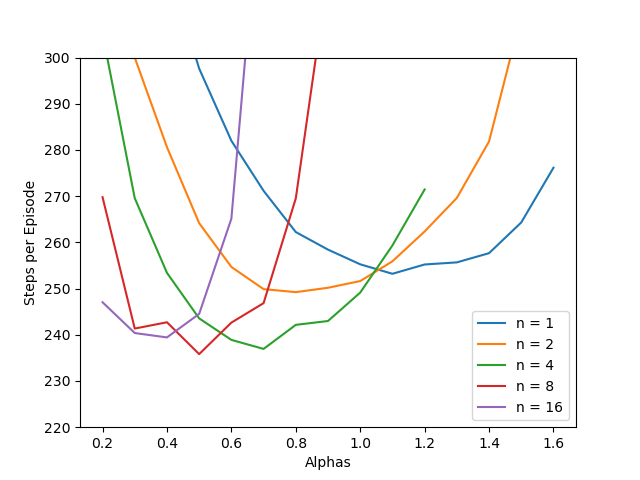 300
290
280
270
260
250
240
230
220
Steps per Episode
0.2 0.4 0.6 0.8 1.0 1.2 1.4 1.6
Alphas
n = 1
n = 2
n = 4
n = 8
n = 16